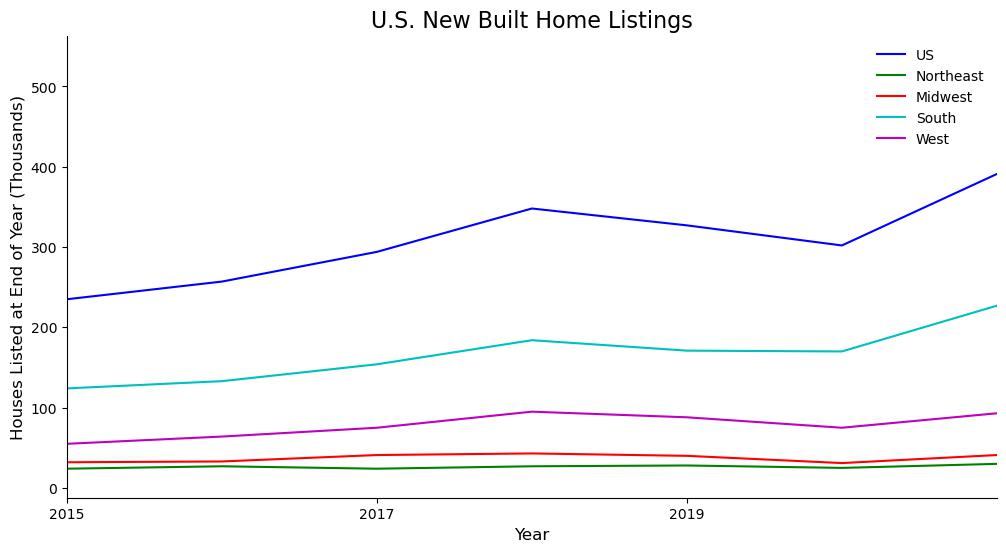 U.S. New Built Home Listings
US
Northeast
Midwest
South
West
Houses Listed at End of Year (Thousands)
500
400
300
200
100
0
2015
2017
2019
Year